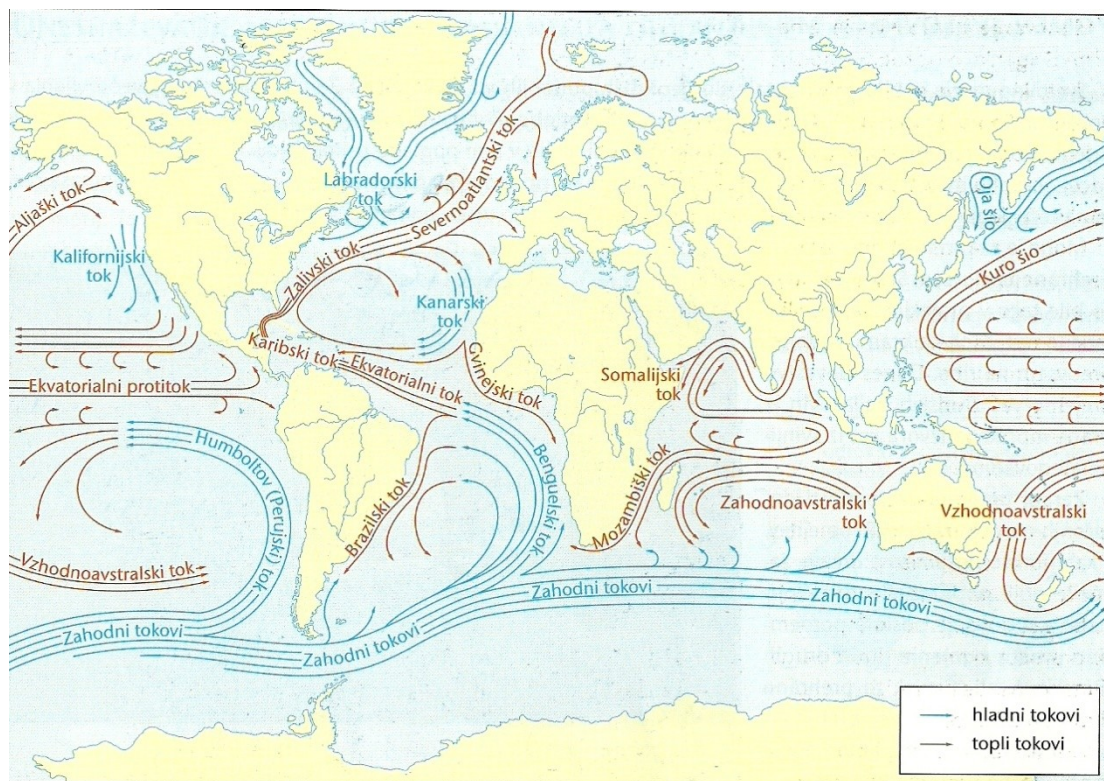 Labradorski
tok
Severnoatlantski tok
Aljaški tok
Oja šio
Kalifornijski
tok
Zalivski tok
Kuro šio
Kanarski
tok
Karibski tok
Ekvatorialni tok
Gvinejski tok
Somalijski
tok
Ekvatorialni protitok
Humboltov (Perujski) tok
Benguelski tok
Brazilski tok
Mozambiški tok
Zahodnoavstralski
tok
Vzhodnoavstralski
tok
Vzhodnoavstralski tok
Zahodni tokovi
Zahodni tokovi
Zahodni tokovi
Zahodni tokovi
hladni tokovi
topli tokovi